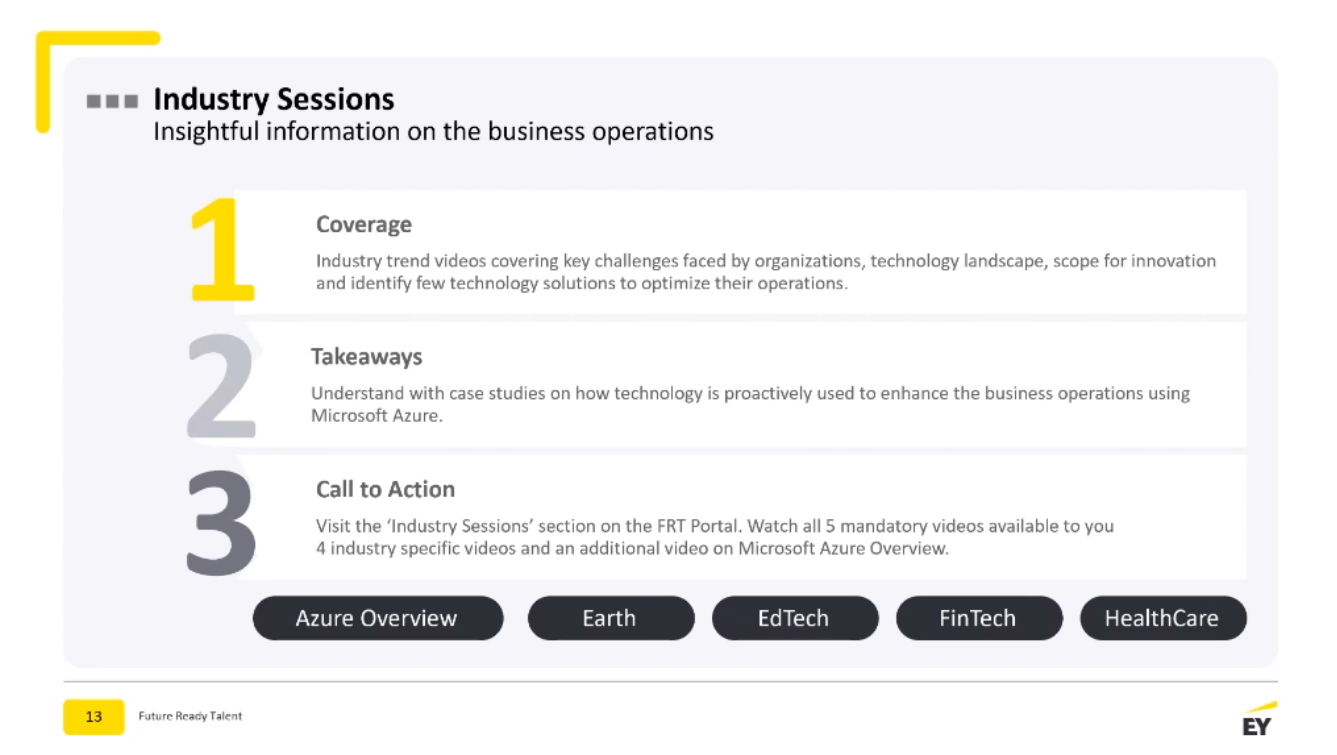 Industry Sessions
Insightful information on the business operations
1
Coverage
Industry trend videos covering key challenges faced by organizations, technology landscape, scope for innovation
and identify few technology solutions to optimize their operations.
2
Takeaways
Understand with case studies on how technology is proactively used to enhance the business operations using
Microsoft Azure.
3
Call to Action
Visit the ‘Industry Sessions’ section on the FRT Portal. Watch all 5 mandatory videos available to you
4 industry specific videos and an additional video on Microsoft Azure Overview.
Azure Overview Earth EdTech FinTech HealthCare
13 Future Ready Talent
EY